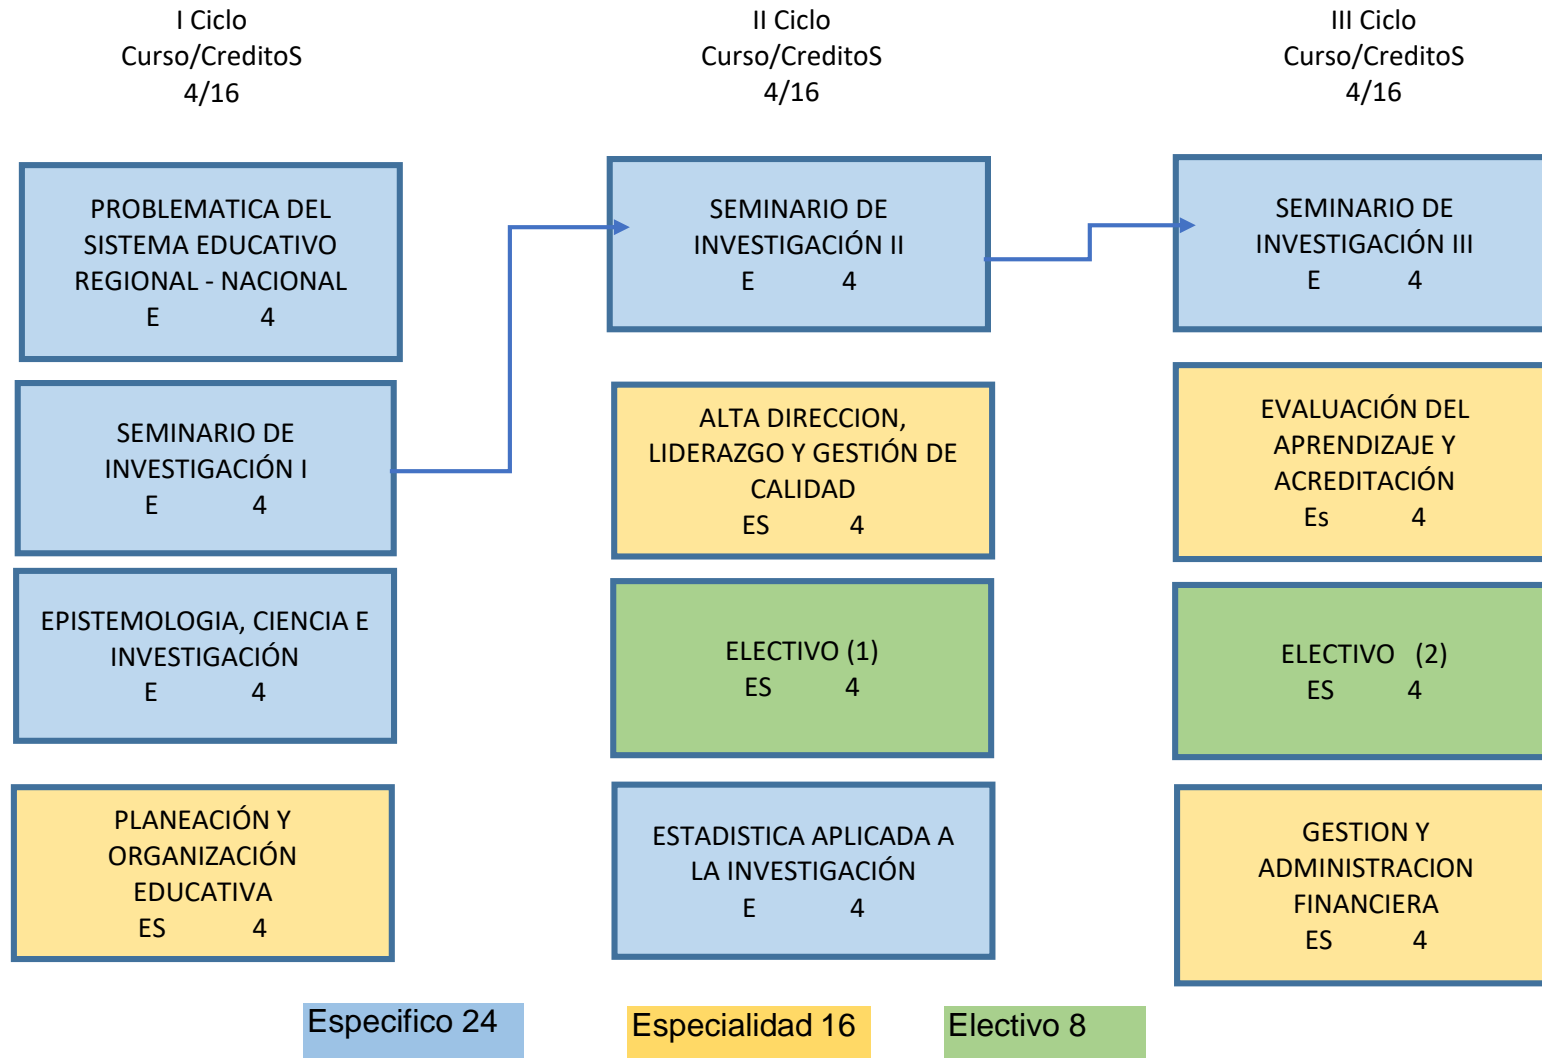 I Ciclo
Curso/CreditoS
4/16
II Ciclo
Curso/CreditoS
4/16
III Ciclo
Curso/CreditoS
4/16
PROBLEMATICA DEL
SISTEMA EDUCATIVO
REGIONAL - NACIONAL
E 4
SEMINARIO DE
INVESTIGACIÓN I
E 4
EPISTEMOLOGIA, CIENCIA E
INVESTIGACIÓN
E 4
PLANEACIÓN Y
ORGANIZACIÓN
EDUCATIVA
ES 4
SEMINARIO DE
INVESTIGACIÓN II
E 4
ALTA DIRECCION,
LIDERAZGO Y GESTIÓN DE
CALIDAD
ES 4
ELECTIVO (1)
ES 4
ESTADISTICA APLICADA A
LA INVESTIGACIÓN
E 4
SEMINARIO DE
INVESTIGACIÓN III
E 4
EVALUACIÓN DEL
APRENDIZAJE Y
ACREDITACIÓN
Es 4
ELECTIVO (2)
ES 4
GESTION Y
ADMINISTRACION
FINANCIERA
ES 4
Especifico 24
Especialidad 16
Electivo 8